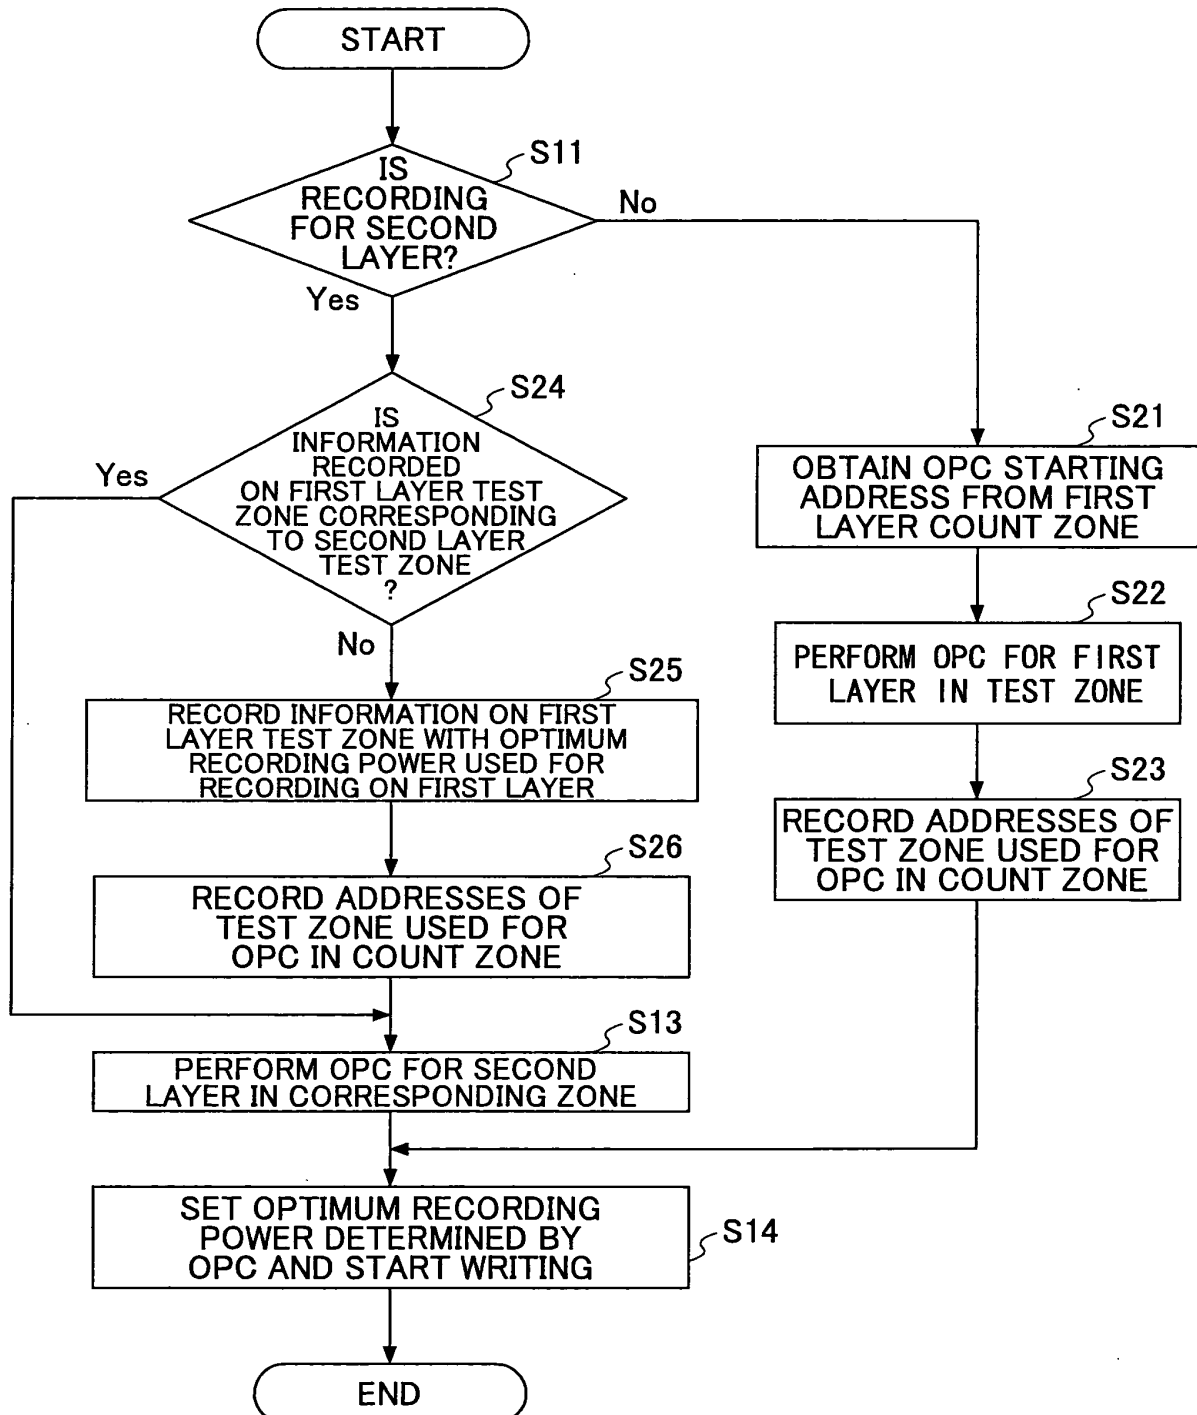 START
S11
IS
RECORDING
FOR SECOND
LAYER?
No
Yes
S24
IS
INFORMATION
RECORDED
ON FIRST LAYER TEST
ZONE CORRESPONDING
TO SECOND LAYER
TEST ZONE
?
Yes
No
S21
OBTAIN OPC STARTING
ADDRESS FROM FIRST
LAYER COUNT ZONE
S22
PERFORM OPC FOR FIRST
LAYER IN TEST ZONE
S23
RECORD ADDRESSES OF
TEST ZONE USED FOR
OPC IN COUNT ZONE
S25
RECORD INFORMATION ON FIRST
LAYER TEST ZONE WITH OPTIMUM
RECORDING POWER USED FOR
RECORDING ON FIRST LAYER
S26
RECORD ADDRESSES OF
TEST ZONE USED FOR
OPC IN COUNT ZONE
S13
PERFORM OPC FOR SECOND
LAYER IN CORRESPONDING ZONE
SET OPTIMUM RECORDING
POWER DETERMINED BY
OPC AND START WRITING
S14
END